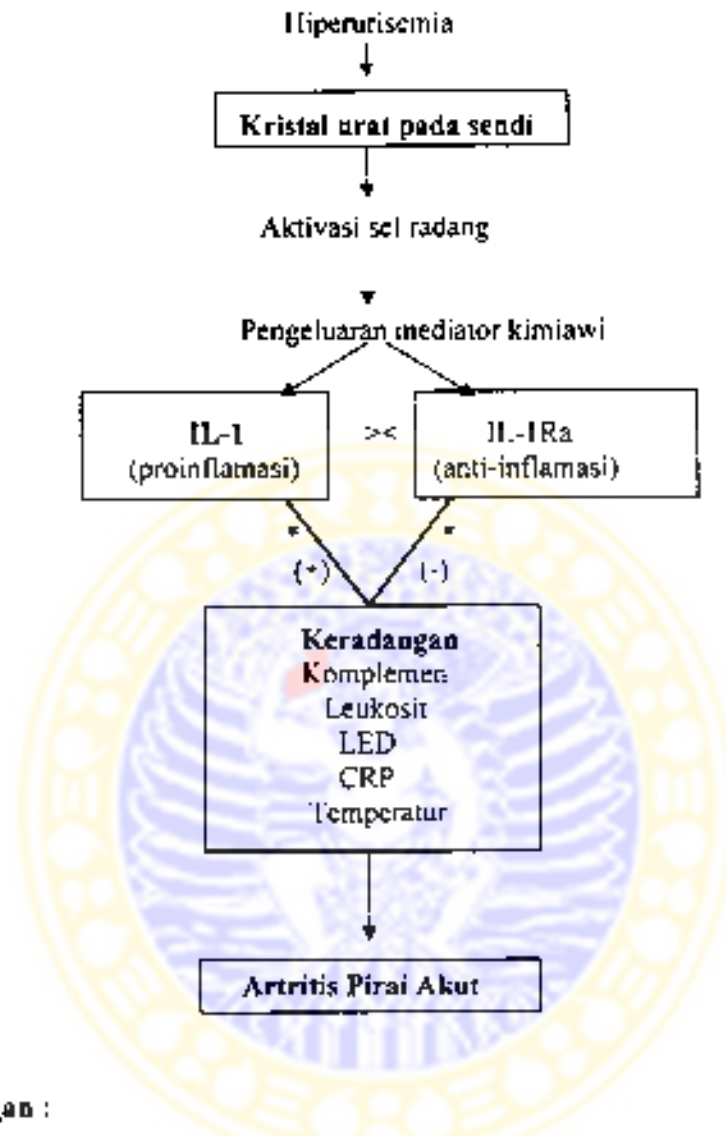 Hiperurisemia
Kristal urat pada sendi
Aktivasi sel radang
Pengeluaran mediator kimiawi
IL-1 >< IL-1Ra
(proinflamasi) (anti-inflamasi)
* *
(+) (-)
Keradangan
Komplemen
Leukosit
LED
CRP
Temperatur
Artritis Pirai Akut
gan :